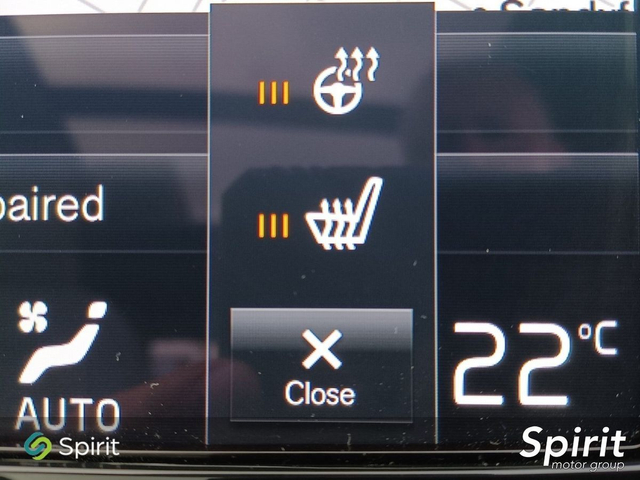 paired
Close
22°C
AUTO
Spirit
Spirit
motor group